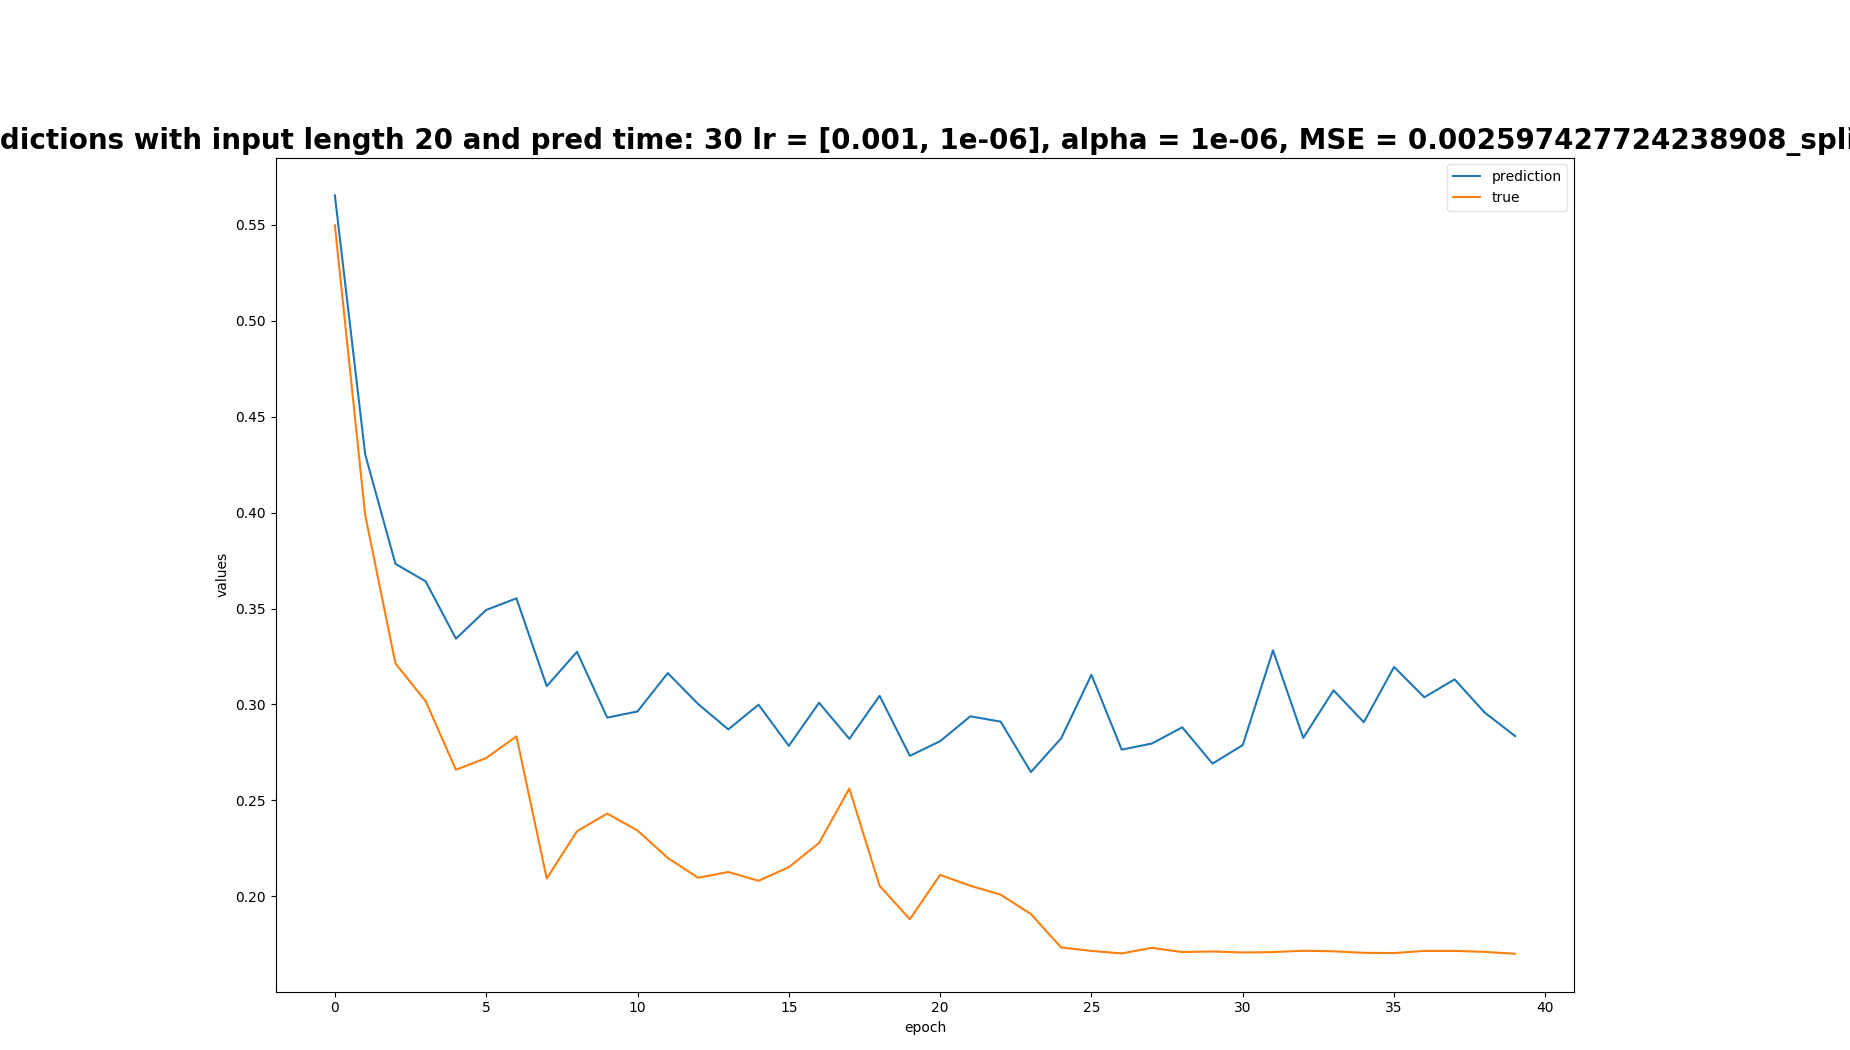 dictions with input length 20 and pred time: 30 lr = [0.001, 1e-06], alpha = 1e-06, MSE = 0.002597427724238908_spli
prediction
true
0.55
0.50
0.45
0.40
0.35
0.30
0.25
0.20
values
0 5 10 15 20 25 30 35 40
epoch